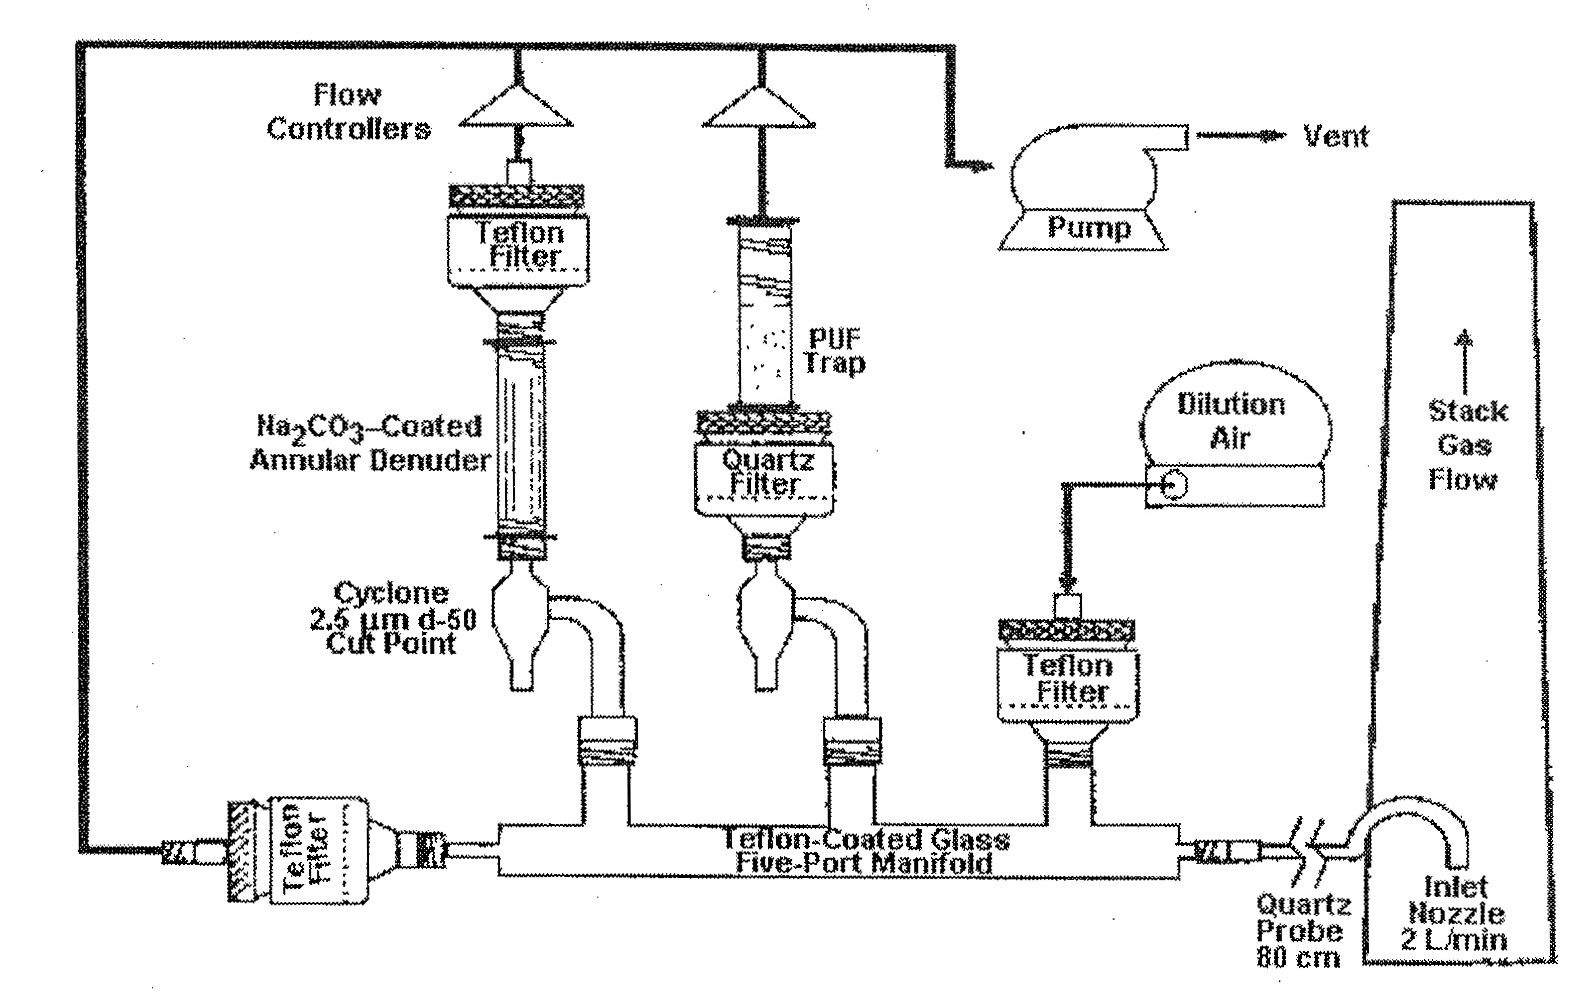 Flow
Controllers
Vent
Pump
Teflon
Filter
PUF
Trap
Na₂CO₃–Coated
Annular Denuder
Quartz
Filter
Dilution
Air
Stack
Gas
Flow
Cyclone
2.5 µm d-50
Cut Point
Teflon
Filter
Teflon
Filter
Teflon-Coated Glass
Five-Port Manifold
Quartz
Probe
80 cm
Inlet
Nozzle
2 L/min